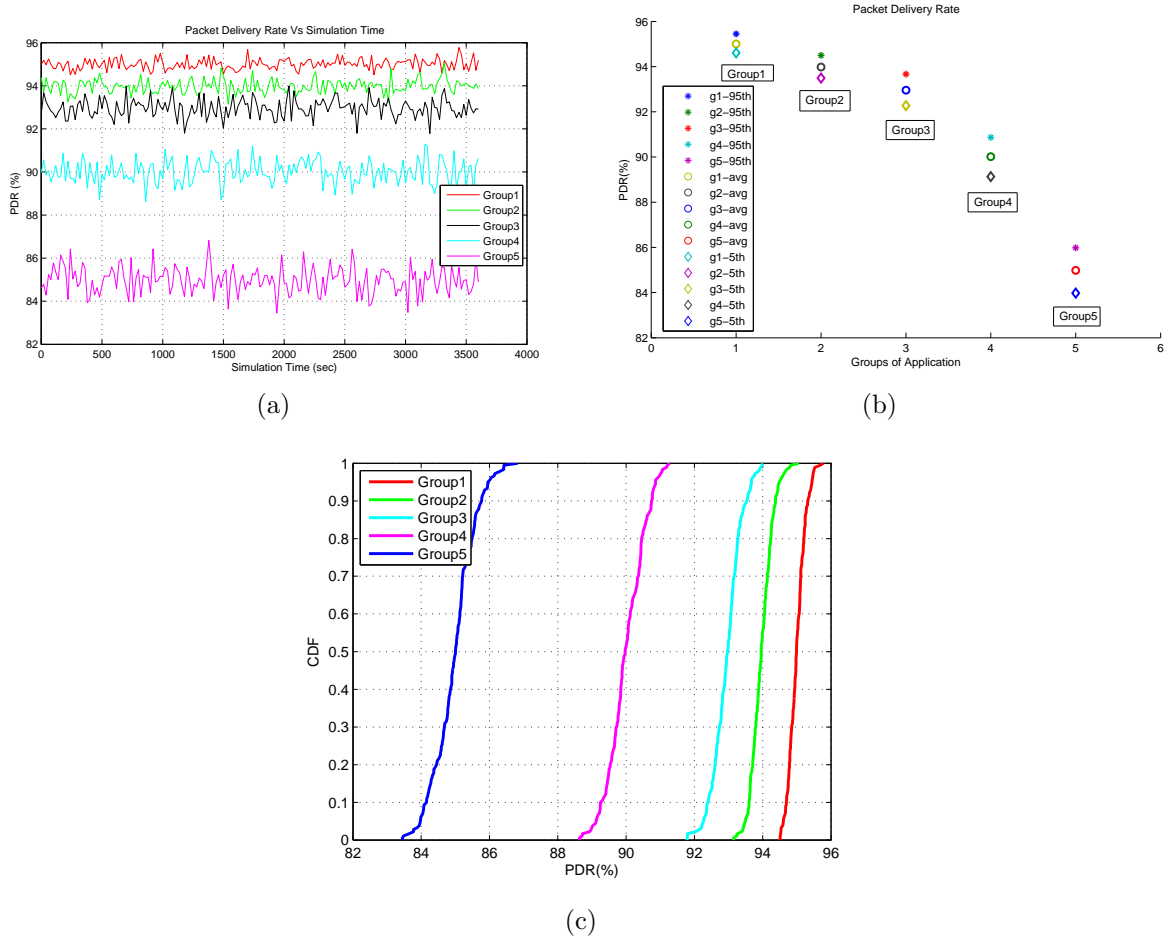 Packet Delivery Rate Vs Simulation Time
96
94
92
90
88
86
84
82
PDR (%)
0
500
1000
1500
2000
2500
3000
3500
4000
Simulation Time (sec)
Group1
Group2
Group3
Group4
Group5
(a)
Packet Delivery Rate
96
94
92
90
88
86
84
82
PDR(%)
0
1
2
3
4
5
6
Groups of Application
Group1
Group2
Group3
Group4
Group5
g1−95th
g2−95th
g3−95th
g4−95th
g5−95th
g1−avg
g2−avg
g3−avg
g4−avg
g5−avg
g1−5th
g2−5th
g3−5th
g4−5th
g5−5th
(b)
1
0.9
0.8
0.7
0.6
0.5
0.4
0.3
0.2
0.1
0
CDF
82
84
86
88
90
92
94
96
PDR(%)
Group1
Group2
Group3
Group4
Group5
(c)